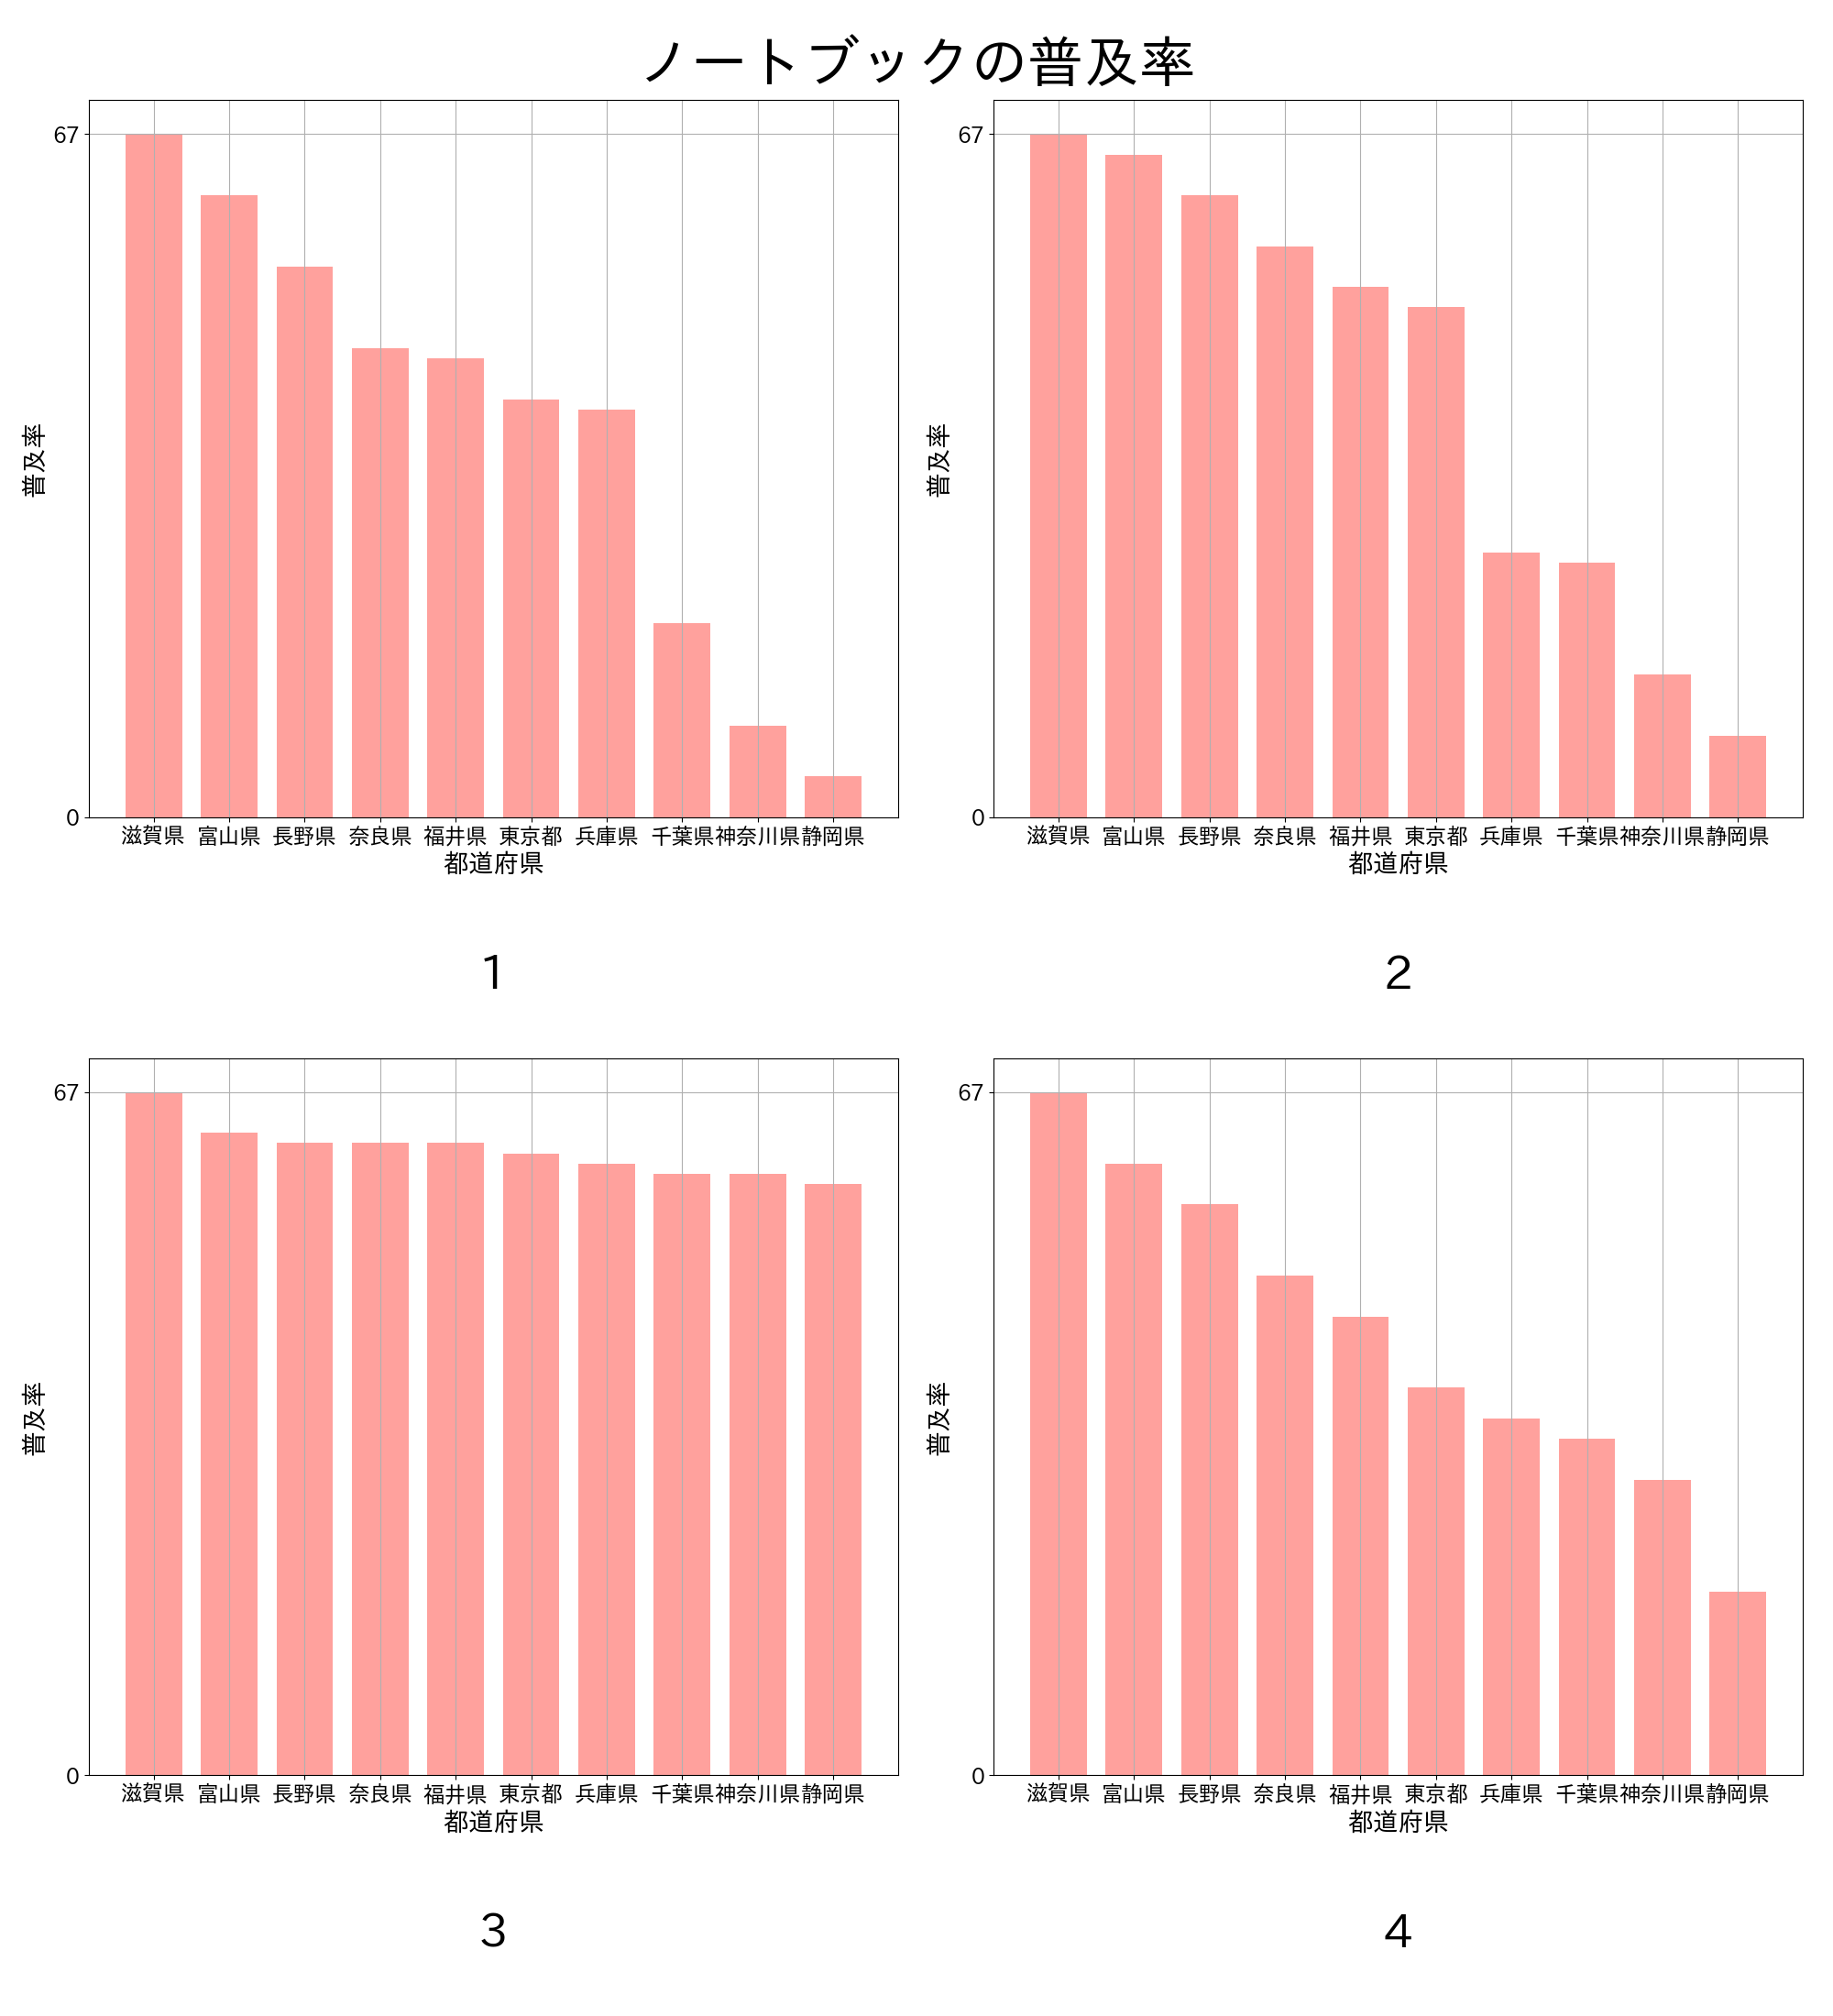 ノートブックの普及率
67
0
普及率
滋賀県 富山県 長野県 奈良県 福井県 東京都 兵庫県 千葉県 神奈川県 静岡県
都道府県
1
67
0
普及率
滋賀県 富山県 長野県 奈良県 福井県 東京都 兵庫県 千葉県 神奈川県 静岡県
都道府県
2
67
0
普及率
滋賀県 富山県 長野県 奈良県 福井県 東京都 兵庫県 千葉県 神奈川県 静岡県
都道府県
3
67
0
普及率
滋賀県 富山県 長野県 奈良県 福井県 東京都 兵庫県 千葉県 神奈川県 静岡県
都道府県
4